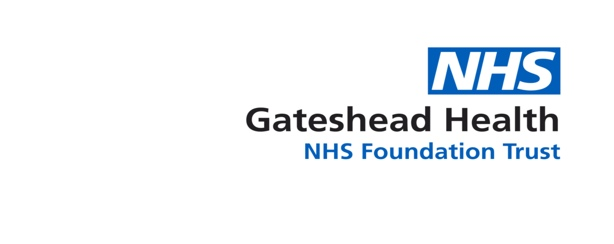 NHS
Gateshead Health
NHS Foundation Trust